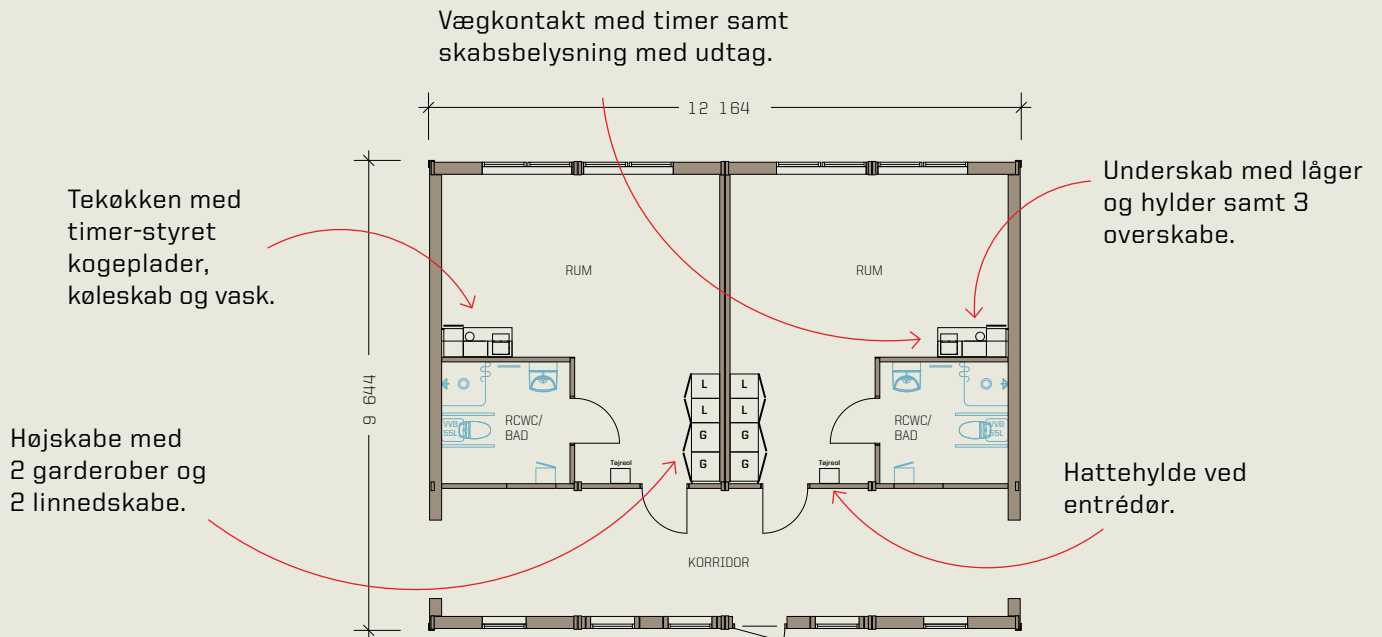 Vægkontakt med timer samt
skabsbelysning med udtag.
12 164
Underskab med låger
og hylder samt 3
overskabe.
Tekøkken med
timer-styret
kogeplader,
køleskab og vask.
RUM
RUM
9 644
L
L
L
L
G
G
G
G
RCWC/
BAD
RCWC/
BAD
VVB
55L
VVB
55L
Tøjreol
Tøjreol
Højskabe med
2 garderober og
2 linnedskabe.
Hattehylde ved
entrédør.
KORRIDOR